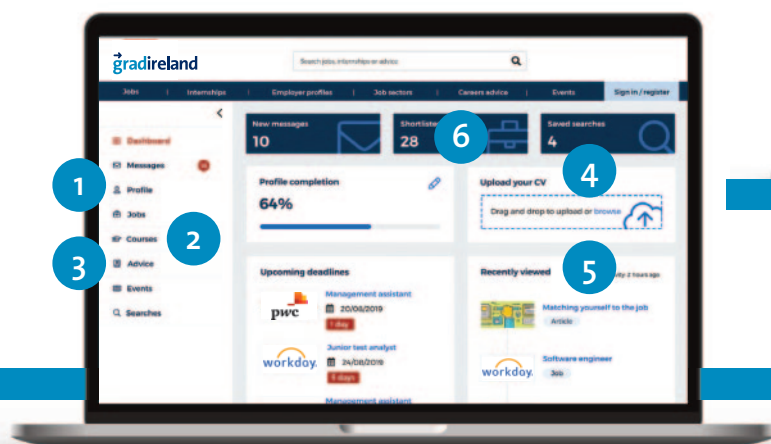 gradireland
Search jobs, internships or advice
Jobs | Internships | Employer profiles | Job sectors | Careers advice | Events Sign in / register
New messages
10
28
6
Saved searches
4
Dashboard
Messages
1
Profile
Jobs
Courses
2
3
Advice
Events
Searches
Profile completion
64%
Upload your CV
4
Drag and drop to upload or browse
Upcoming deadlines
pwc
Management assistant
20/08/2019
1 day
workday.
Junior test analyst
24/08/2019
days
Management assistant
Recently viewed
5
2 hours ago
Matching yourself to the job
Article
workday.
Software engineer
Job